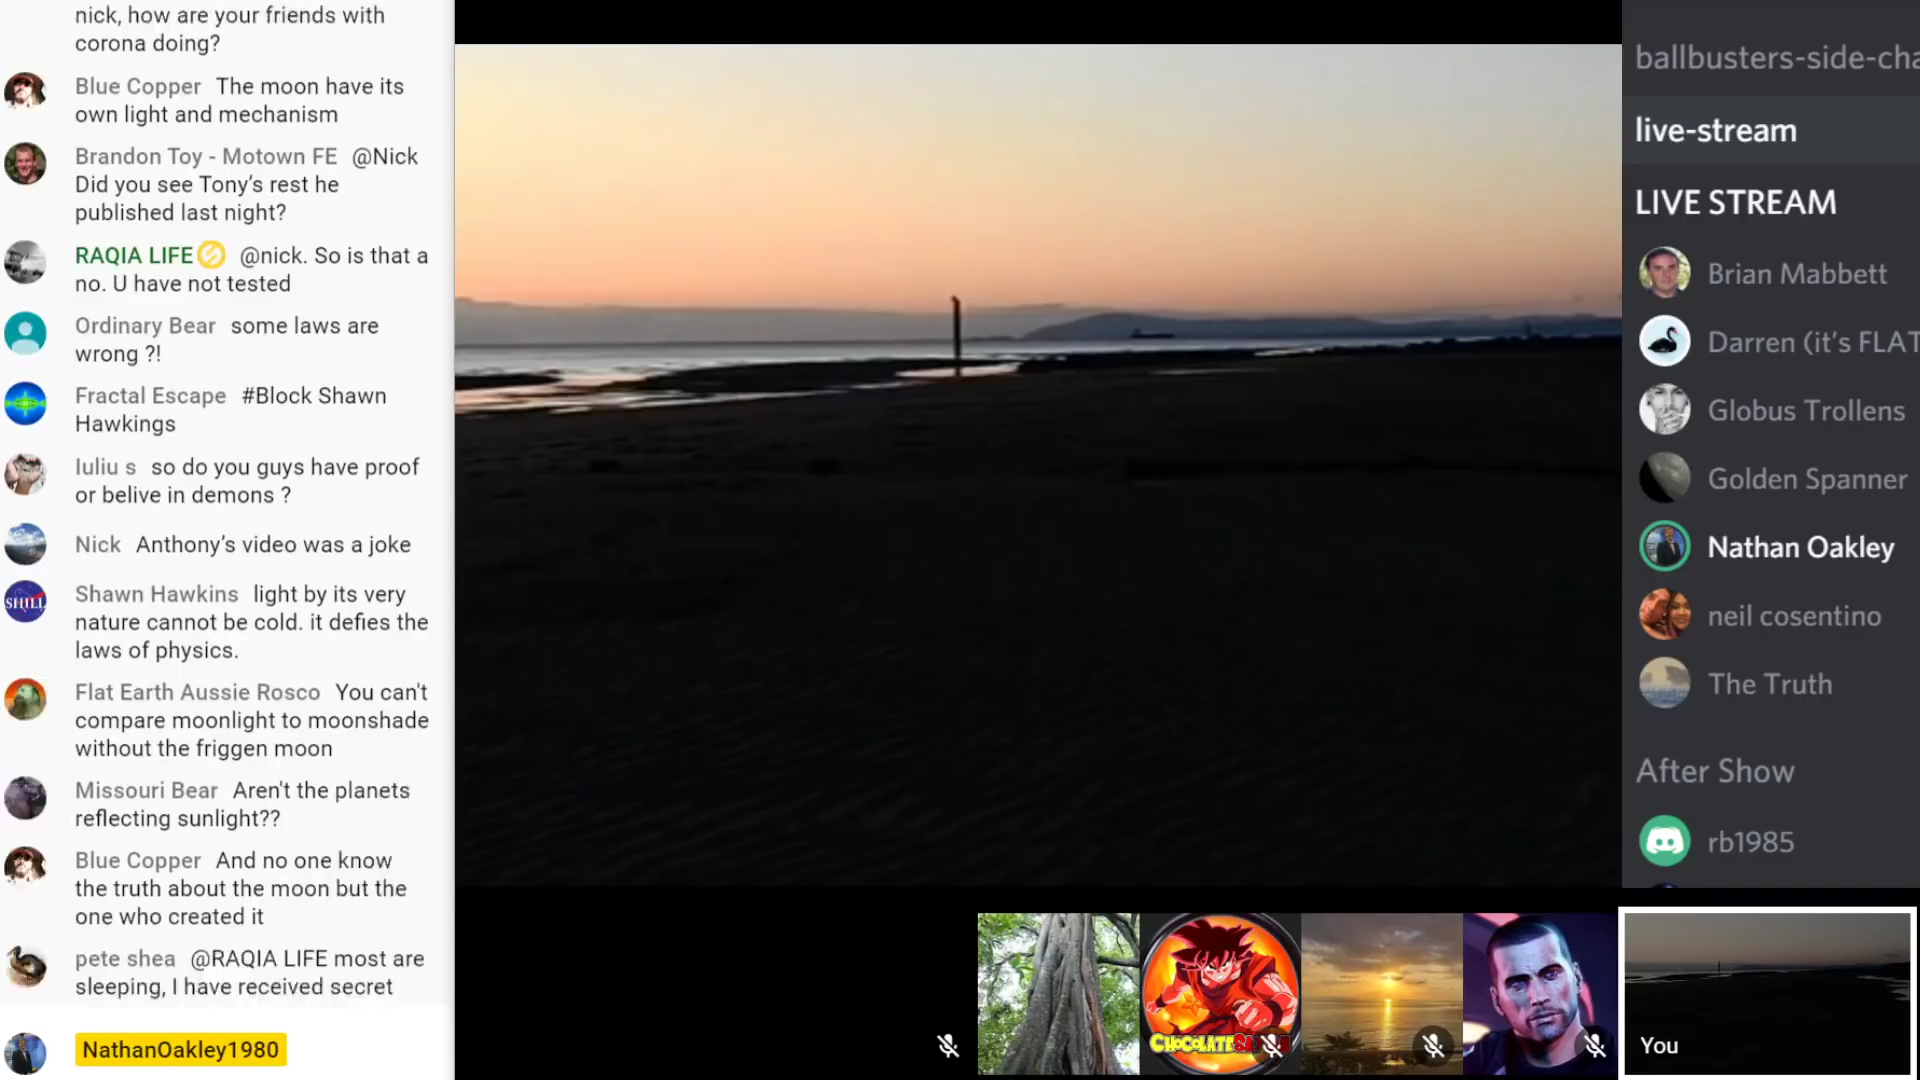 nick, how are your friends with
corona doing?
Blue Copper The moon have its
own light and mechanism
Brandon Toy - Motown FE @Nick
Did you see Tony’s rest he
published last night?
RAQIA LIFE @nick. So is that a
no. U have not tested
Ordinary Bear some laws are
wrong ?!
Fractal Escape #Block Shawn
Hawkings
Iuliu s so do you guys have proof
or belive in demons ?
Nick Anthony’s video was a joke
SHILL
Shawn Hawkins light by its very
nature cannot be cold. it defies the
laws of physics.
Flat Earth Aussie Rosco You can't
compare moonlight to moonshade
without the friggen moon
Missouri Bear Aren't the planets
reflecting sunlight??
Blue Copper And no one know
the truth about the moon but the
one who created it
pete shea @RAQIA LIFE most are
sleeping, I have received secret
NathanOakley1980
ballbusters-side-cha
live-stream
LIVE STREAM
Brian Mabbett
Darren (it’s FLAT
Globus Trollens
Golden Spanner
Nathan Oakley
neil cosentino
The Truth
After Show
rb1985
You